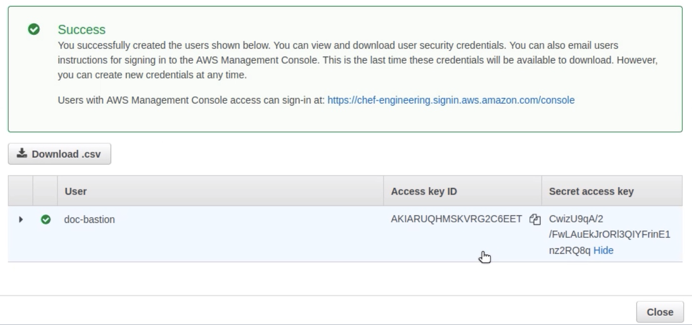 Success
You successfully created the users shown below. You can view and download user security credentials. You can also email users
instructions for signing in to the AWS Management Console. This is the last time these credentials will be available to download. However,
you can create new credentials at any time.
Users with AWS Management Console access can sign-in at: https://chef-engineering.signin.aws.amazon.com/console
Download .csv
User Access key ID Secret access key
doc-bastion AKIARUQHMSKVRG2C6EET CwizU9qA/2
nz2RQ8q Hide
Close